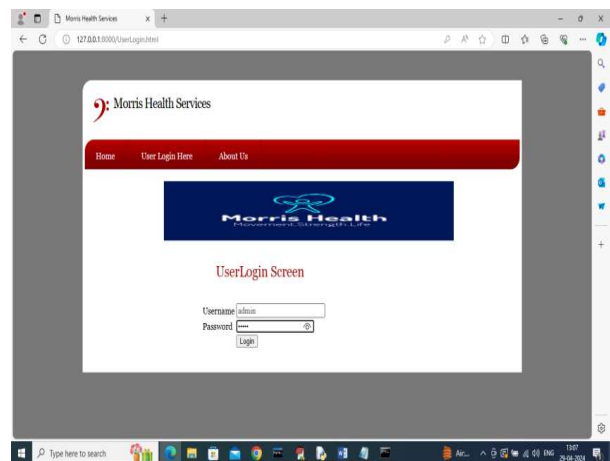 Morris Health Services
127.0.0.1:8000/UserLogin.html
Morris Health Services
Home User Login Here About Us
Morris Health
Movement.Strength.Life
UserLogin Screen
Username admin
Password •••••
Login
Type here to search
Air...
ENG
13:07
29-04-2024